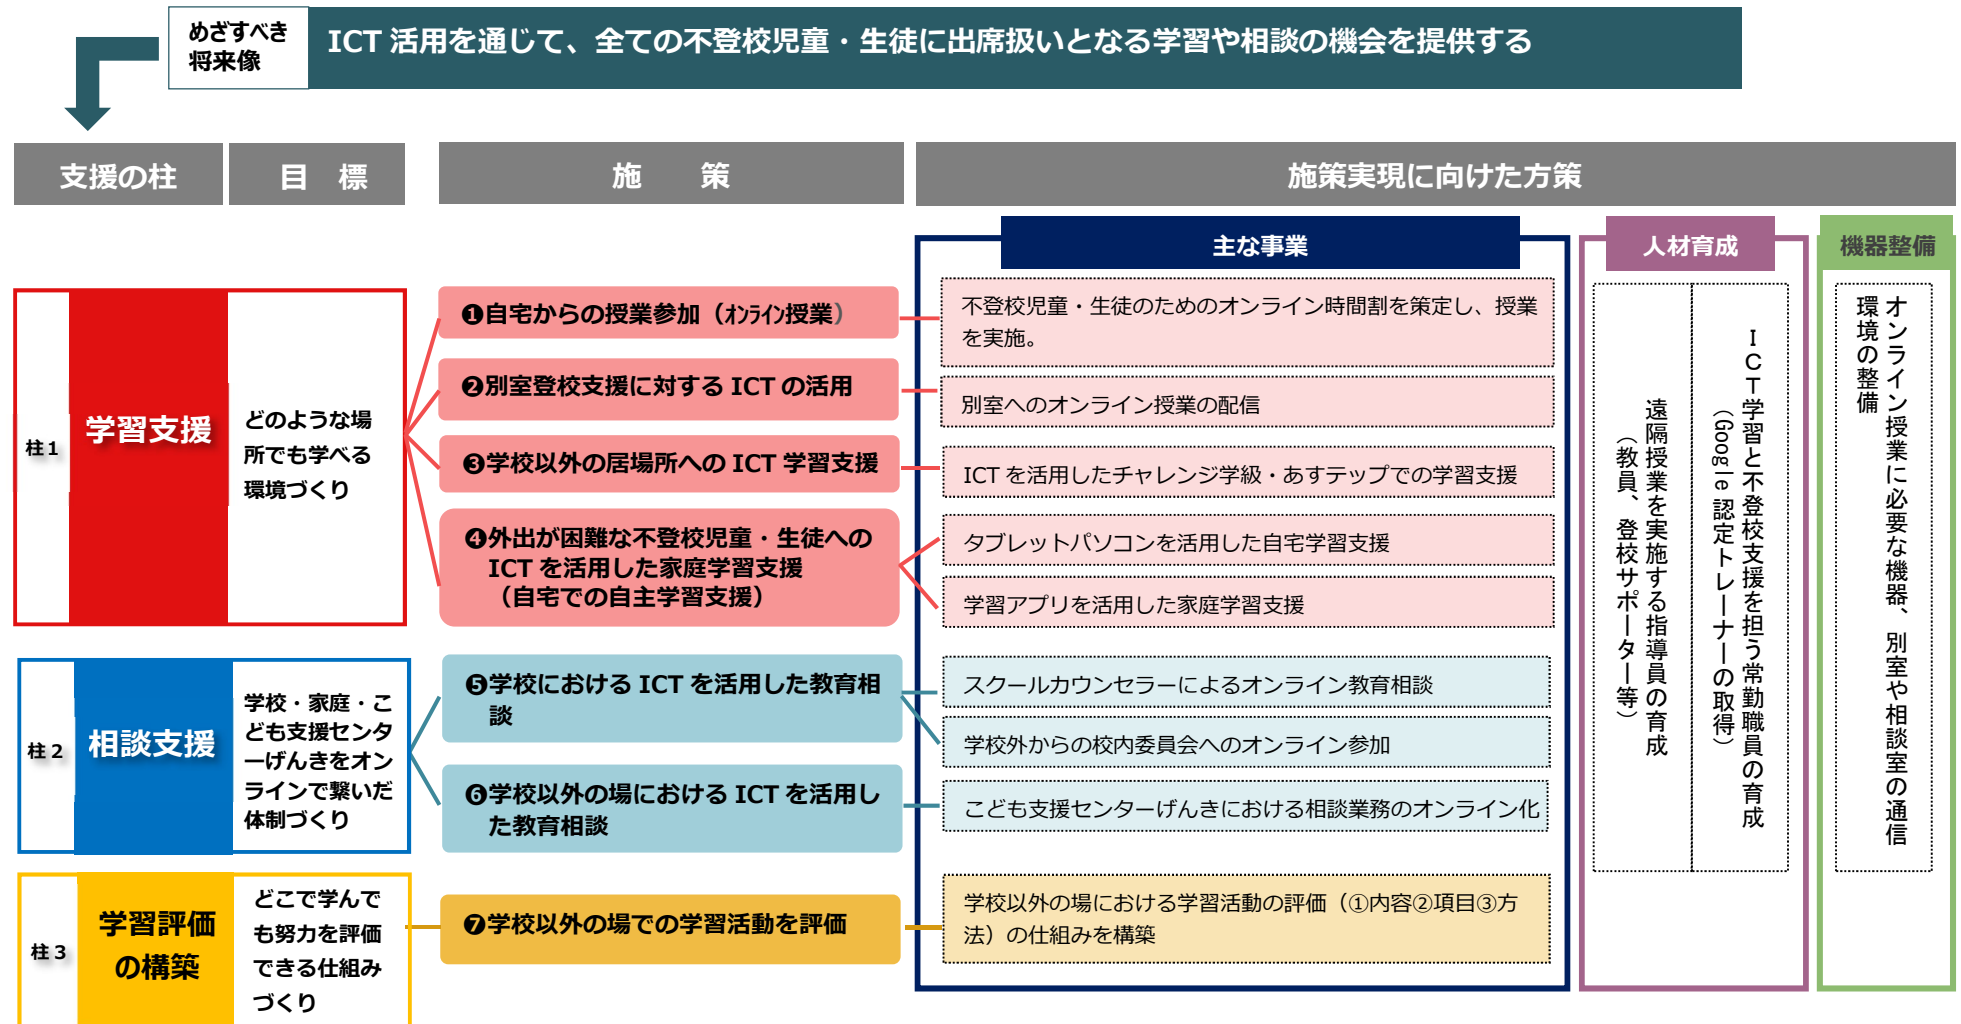 めざすべき
将来像
ICT 活用を通じて、全ての不登校児童・生徒に出席扱いとなる学習や相談の機会を提供する
支援の柱
目 標
施 策
施策実現に向けた方策
主な事業
人材育成
機器整備
柱1
学習支援
どのような場
所でも学べる
環境づくり
❶自宅からの授業参加（ｵﾝﾗｲﾝ授業）
❷別室登校支援に対する ICT の活用
❸学校以外の居場所への ICT 学習支援
❹外出が困難な不登校児童・生徒への
ICT を活用した家庭学習支援
（自宅での自主学習支援）
不登校児童・生徒のためのオンライン時間割を策定し、授業
を実施。
別室へのオンライン授業の配信
ICT を活用したチャレンジ学級・あすテップでの学習支援
タブレットパソコンを活用した自宅学習支援
学習アプリを活用した家庭学習支援
柱２
相談支援
学校・家庭・こ
ども支援センタ
ーげんきをオン
ラインで繋いだ
体制づくり
❺学校における ICT を活用した教育相
談
❻学校以外の場における ICT を活用し
た教育相談
スクールカウンセラーによるオンライン教育相談
学校外からの校内委員会へのオンライン参加
こども支援センターげんきにおける相談業務のオンライン化
柱３
学習評価
の構築
どこで学んで
も努力を評価
できる仕組み
づくり
❼学校以外の場での学習活動を評価
学校以外の場における学習活動の評価（①内容②項目③方
法）の仕組みを構築
ＩＣＴ学習と不登校支援を担う常勤職員の育成
（Google 認定トレーナーの取得）
遠隔授業を実施する指導員の育成
（教員、登校サポーター等）
オンライン授業に必要な機器、別室や相談室の通信
環境の整備